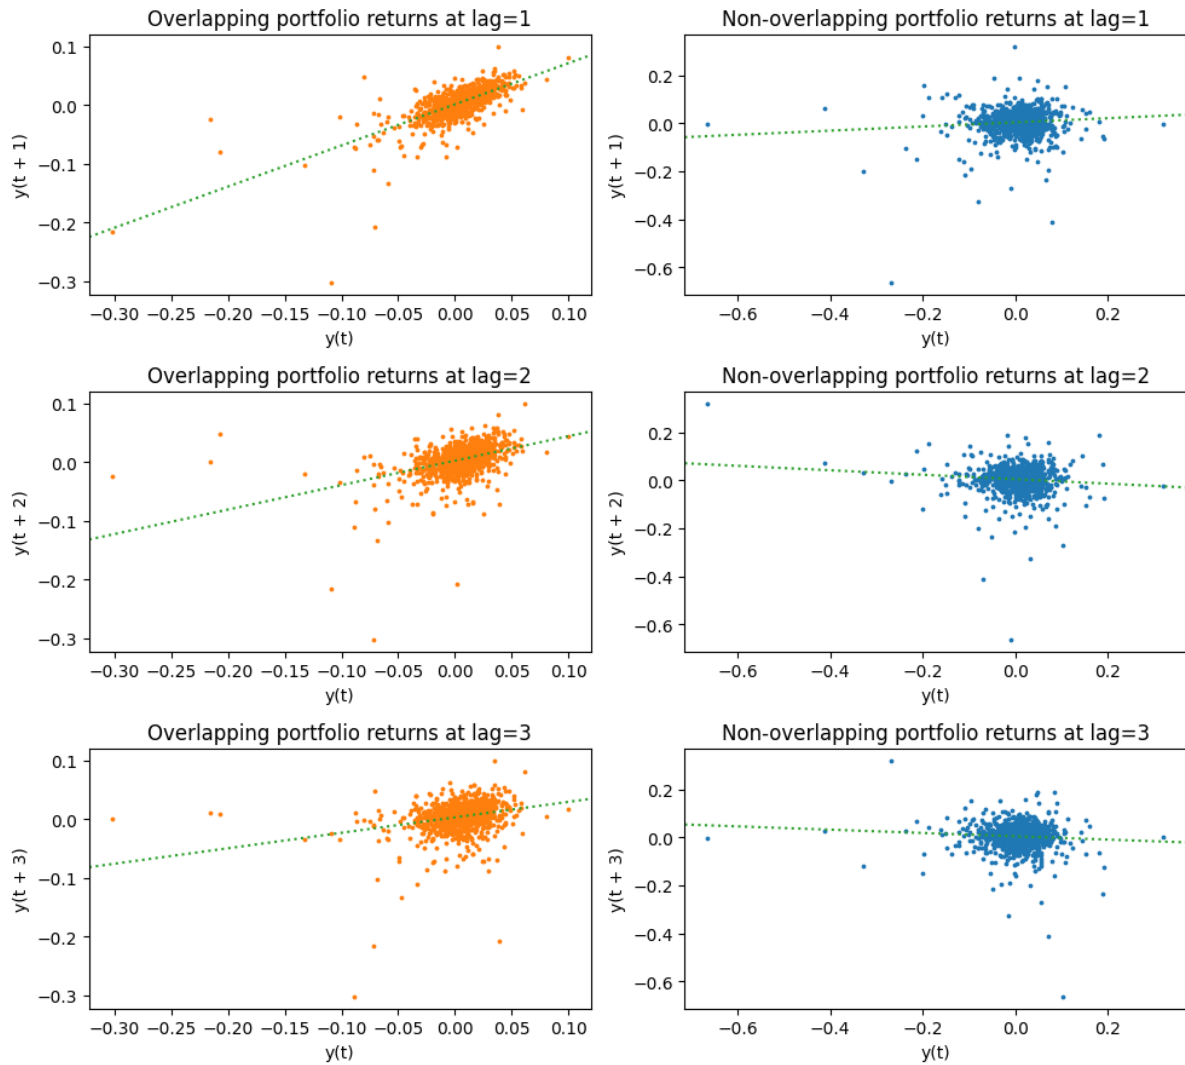 Overlapping portfolio returns at lag=1
0.1
0.0
−0.1
−0.2
−0.3
y(t + 1)
−0.30 −0.25 −0.20 −0.15 −0.10 −0.05 0.00 0.05 0.10
y(t)
Non-overlapping portfolio returns at lag=1
0.2
0.0
−0.2
−0.4
−0.6
y(t + 1)
−0.6 −0.4 −0.2 0.0 0.2
y(t)
Overlapping portfolio returns at lag=2
0.1
0.0
−0.1
−0.2
−0.3
y(t + 2)
−0.30 −0.25 −0.20 −0.15 −0.10 −0.05 0.00 0.05 0.10
y(t)
Non-overlapping portfolio returns at lag=2
0.2
0.0
−0.2
−0.4
−0.6
y(t + 2)
−0.6 −0.4 −0.2 0.0 0.2
y(t)
Overlapping portfolio returns at lag=3
0.1
0.0
−0.1
−0.2
−0.3
y(t + 3)
−0.30 −0.25 −0.20 −0.15 −0.10 −0.05 0.00 0.05 0.10
y(t)
Non-overlapping portfolio returns at lag=3
0.2
0.0
−0.2
−0.4
−0.6
y(t + 3)
−0.6 −0.4 −0.2 0.0 0.2
y(t)